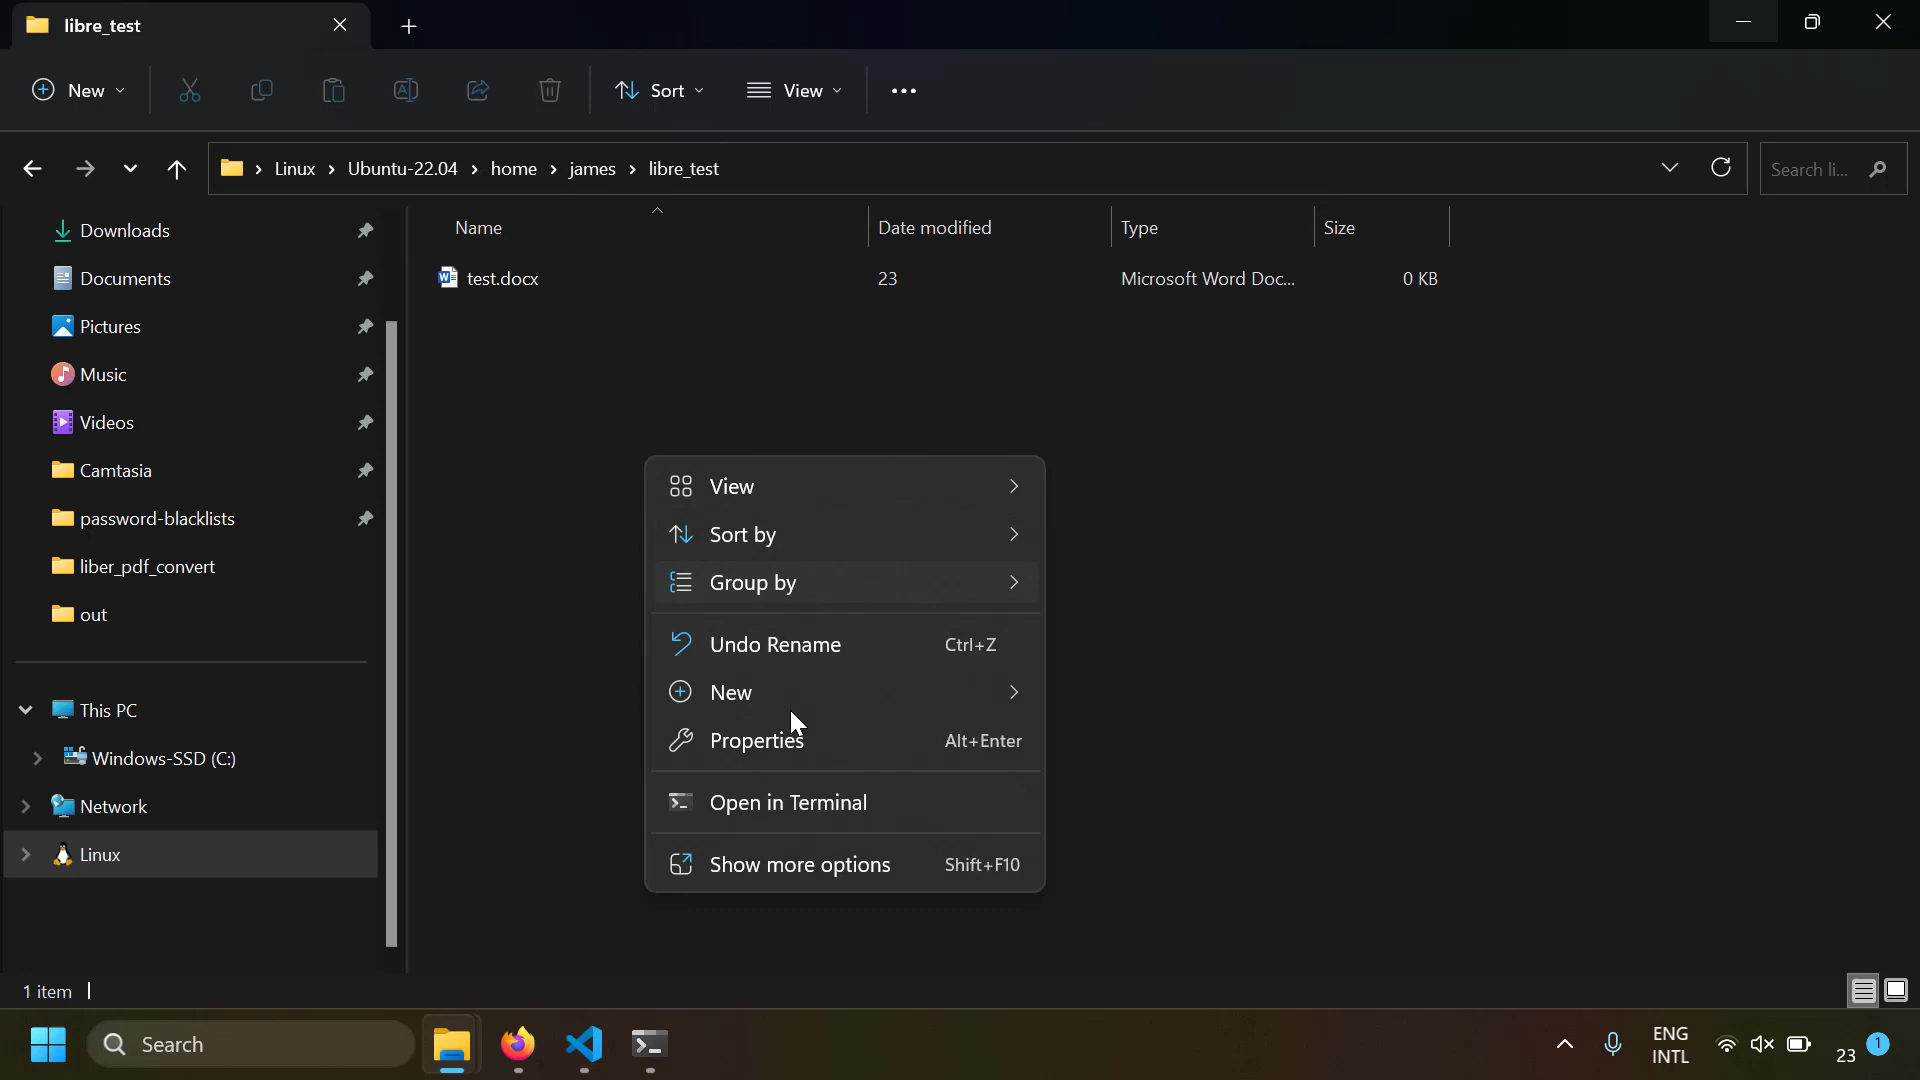 libre_test
New
Sort
View
Linux
Ubuntu-22.04
home
james
libre_test
Search li...
Downloads
Documents
Pictures
Music
Videos
Camtasia
password-blacklists
liber_pdf_convert
out
This PC
Windows-SSD (C:)
Network
Linux
Name
Date modified
Type
Size
test.docx
23
Microsoft Word Doc...
0 KB
View
Sort by
Group by
Undo Rename Ctrl+Z
New
Properties Alt+Enter
Open in Terminal
Show more options Shift+F10
1 item
Search
ENG
INTL
23
1